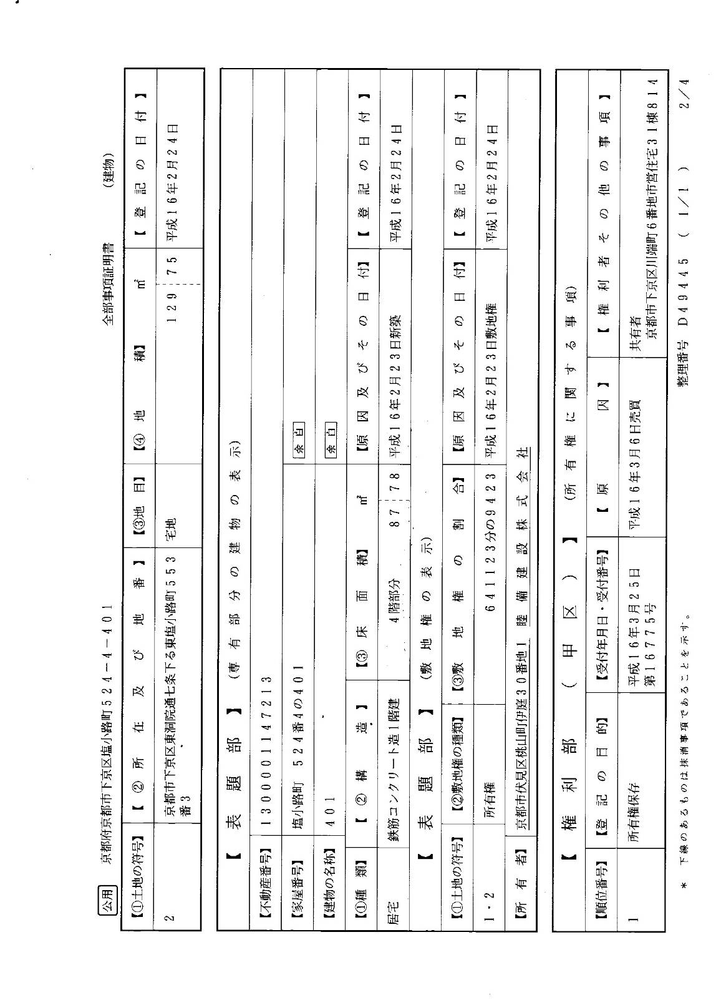 公用 京都府京都市下京区塩小路町524-4-401 全部事項証明書 (建物)
【①土地の符号】 【②所在及び地番】 【③地目】 【④地積】 ㎡ 【登記の日付】
2 京都市下京区東洞院通七条下る東塩小路町553 宅地 129 75 平成16年2月24日
番3
【表題部】 (専有部分の建物の表示)
【不動産番号】 1300001147213
【家屋番号】 塩小路町 524番4の401 余白
【建物の名称】 401 余白
【①種類】 【②構造】 【③床面積】 ㎡ 【原因及びその日付】 【登記の日付】
居宅 鉄筋コンクリート造1階建 4階部分 87 78 平成16年2月23日新築 平成16年2月24日
【表題部】 (敷地権の表示)
【①土地の符号】 【②敷地権の種類】 【③敷地権の割合】 【原因及びその日付】 【登記の日付】
1・2 所有権 641123分の9423 平成16年2月23日敷地権 平成16年2月24日
【所有者】 京都市伏見区桃山町伊庭30番地1 睦備建設株式会社
【権利部(甲区)】 (所有権に関する事項)
【順位番号】 【登記の目的】 【受付年月日・受付番号】 【原因】 【権利者その他の事項】
1 所有権保存 平成16年3月25日 平成16年3月6日売買 共有者
第16775号 京都市下京区川端町6番地市営住宅31棟814
* 下線のあるものは抹消事項であることを示す。 整理番号 D49445 (1/1) 2/4